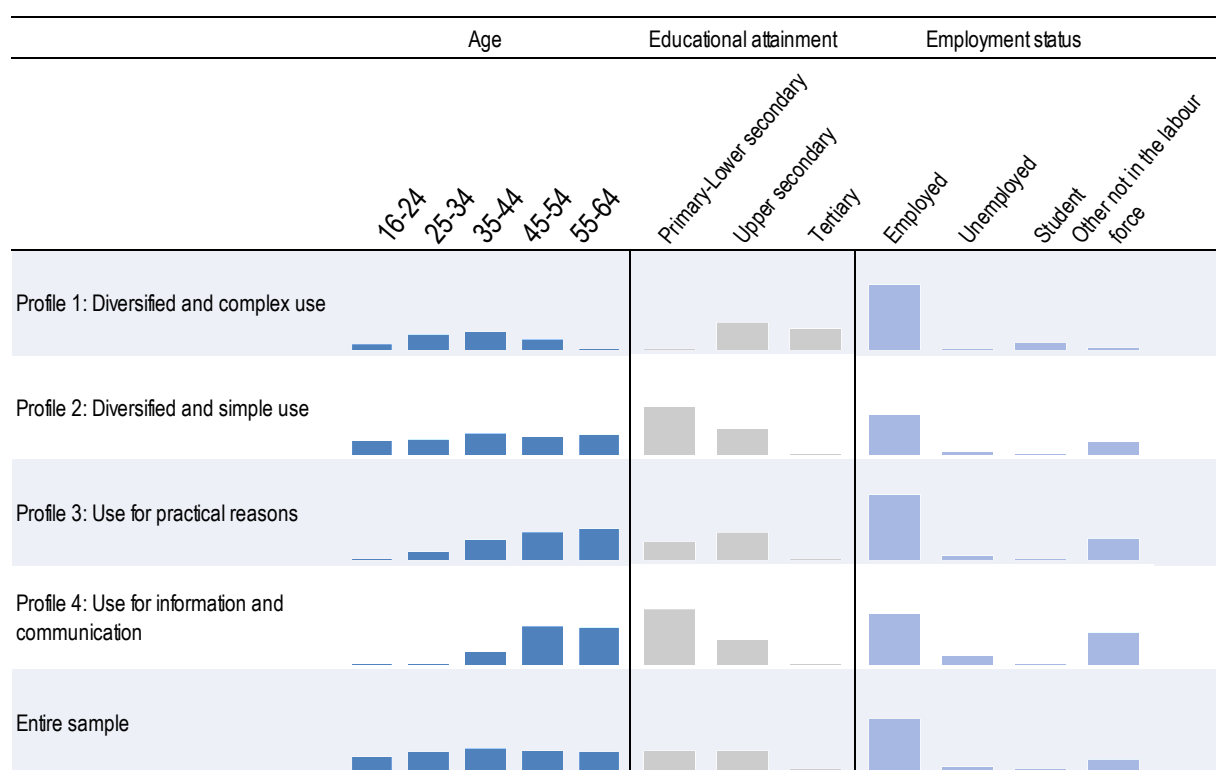 Age Educational attainment Employment status
16-24
25-34
35-44
45-54
55-64
Primary-Lower secondary
Upper secondary
Tertiary
Employed
Unemployed
Student
Other not in the labour
force
Profile 1: Diversified and complex use
Profile 2: Diversified and simple use
Profile 3: Use for practical reasons
Profile 4: Use for information and
communication
Entire sample